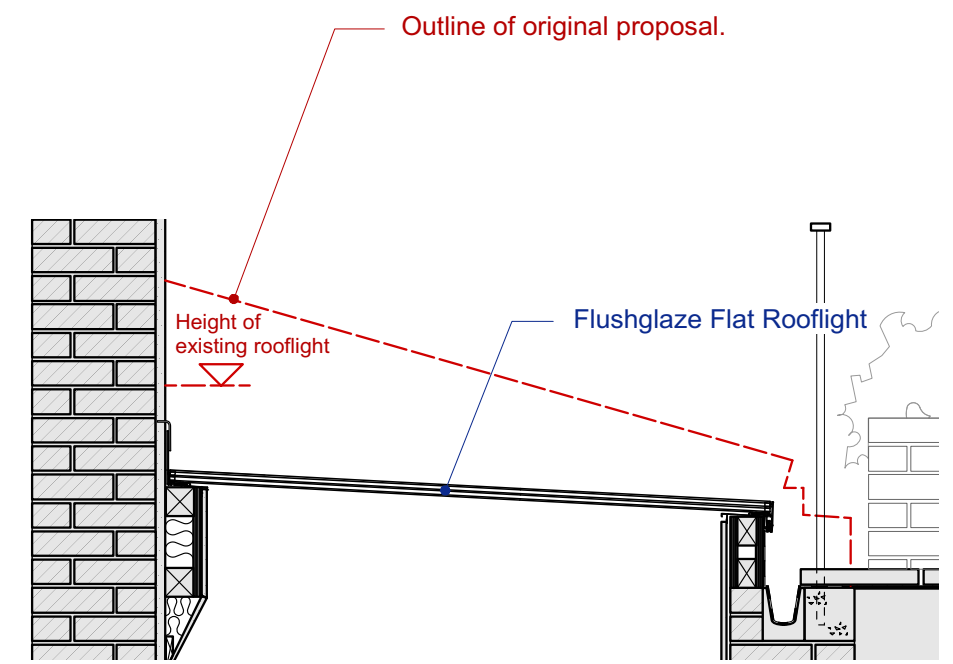 Outline of original proposal.
Flushglaze Flat Rooflight
Height of
existing rooflight